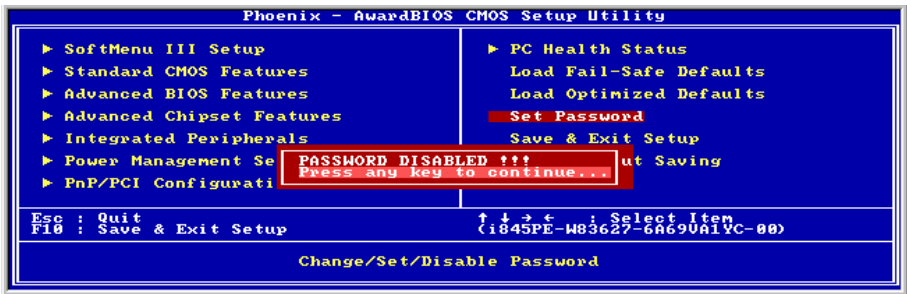 Phoenix - AwardBIOS CMOS Setup Utility
► SoftMenu III Setup
► Standard CMOS Features
► Advanced BIOS Features
► Advanced Chipset Features
► Integrated Peripherals
► Power Management Se
► PnP/PCI Configurati
► PC Health Status
Load Fail-Safe Defaults
Load Optimized Defaults
Set Password
Save & Exit Setup
ut Saving
PASSWORD DISABLED !!!
Press any key to continue...
Esc : Quit
F10 : Save & Exit Setup
↑ ↓ → ← : Select Item
(i845PE-W83627-6A69VA1YC-00)
Change/Set/Disable Password